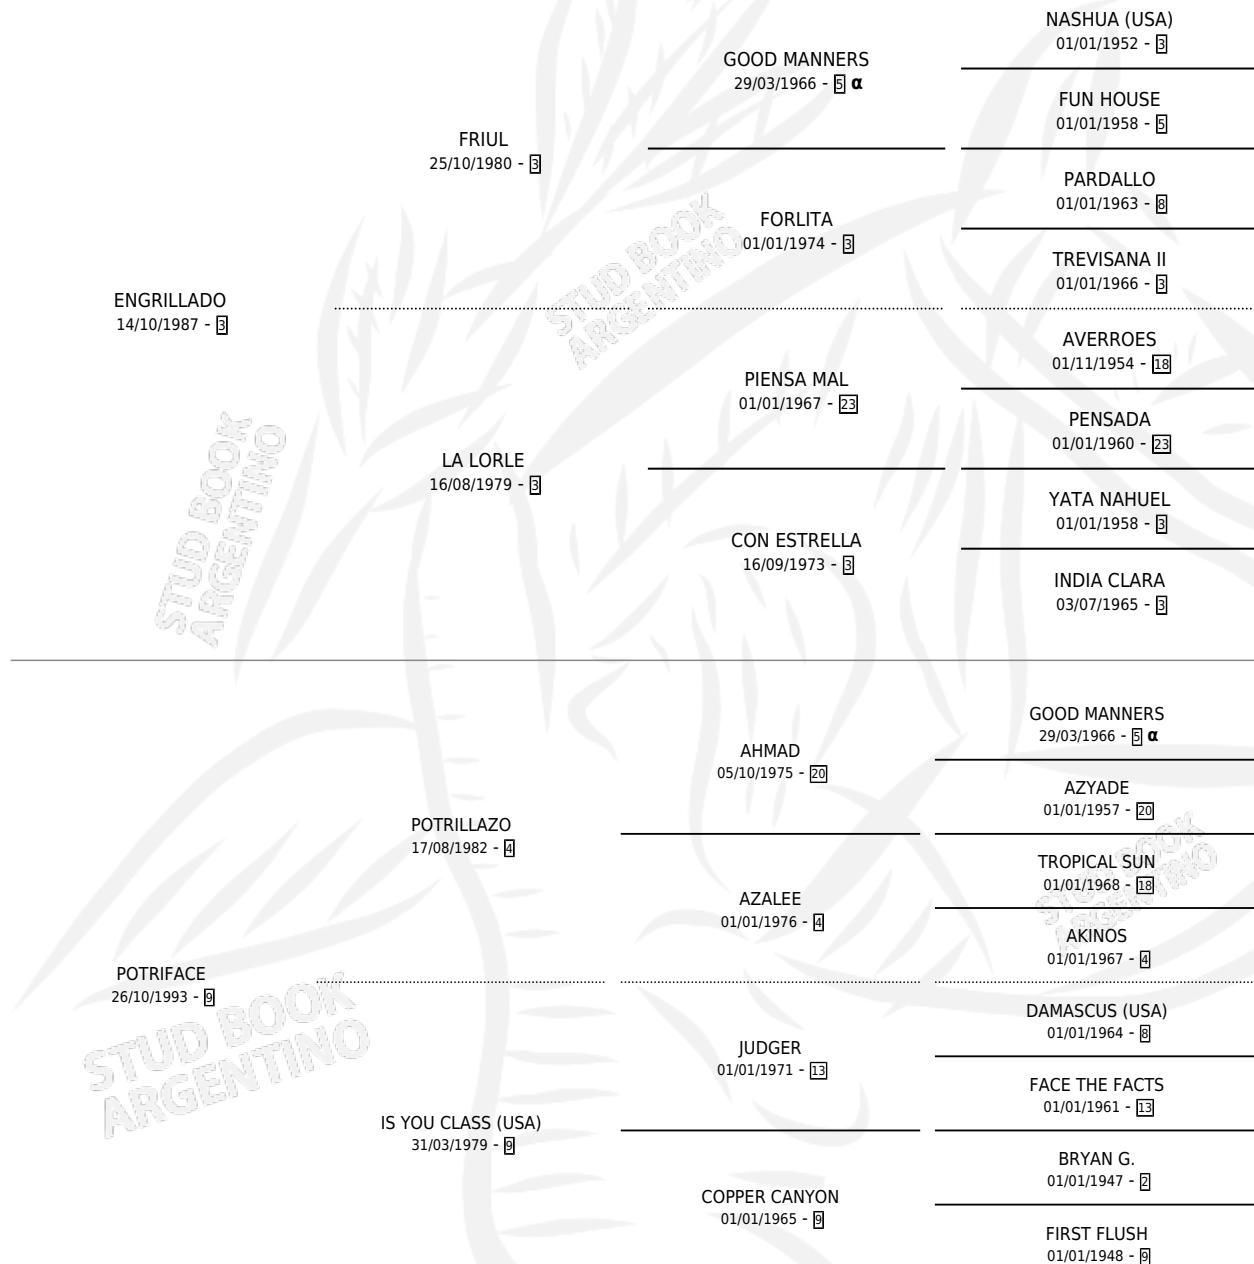 NASHUA (USA)
01/01/1952 - 3
GOOD MANNERS
29/03/1966 - 5 α
FUN HOUSE
01/01/1958 - 5
FRIUL
25/10/1980 - 3
PARDALLO
01/01/1963 - 8
FORLITA
01/01/1974 - 3
TREVISANA II
01/01/1966 - 3
ENGRILLADO
14/10/1987 - 3
AVERROES
01/11/1954 - 18
PIENSA MAL
01/01/1967 - 23
PENSADA
01/01/1960 - 23
LA LORLE
16/08/1979 - 3
YATA NAHUEL
01/01/1958 - 3
CON ESTRELLA
16/09/1973 - 3
INDIA CLARA
03/07/1965 - 3
GOOD MANNERS
29/03/1966 - 5 α
AHMAD
05/10/1975 - 20
AZYADE
01/01/1957 - 20
POTRILLAZO
17/08/1982 - 4
TROPICAL SUN
01/01/1968 - 18
AZALEE
01/01/1976 - 4
AKINOS
01/01/1967 - 4
POTRIFACE
26/10/1993 - 9
DAMASCUS (USA)
01/01/1964 - 8
JUDGER
01/01/1971 - 13
FACE THE FACTS
01/01/1961 - 13
IS YOU CLASS (USA)
31/03/1979 - 9
BRYAN G.
01/01/1947 - 2
COPPER CANYON
01/01/1965 - 9
FIRST FLUSH
01/01/1948 - 9
STUD BOOK
ARGENTINO
STUD BOOK
ARGENTINO
STUD BOOK
ARGENTINO
STUD BOOK
ARGENTINO